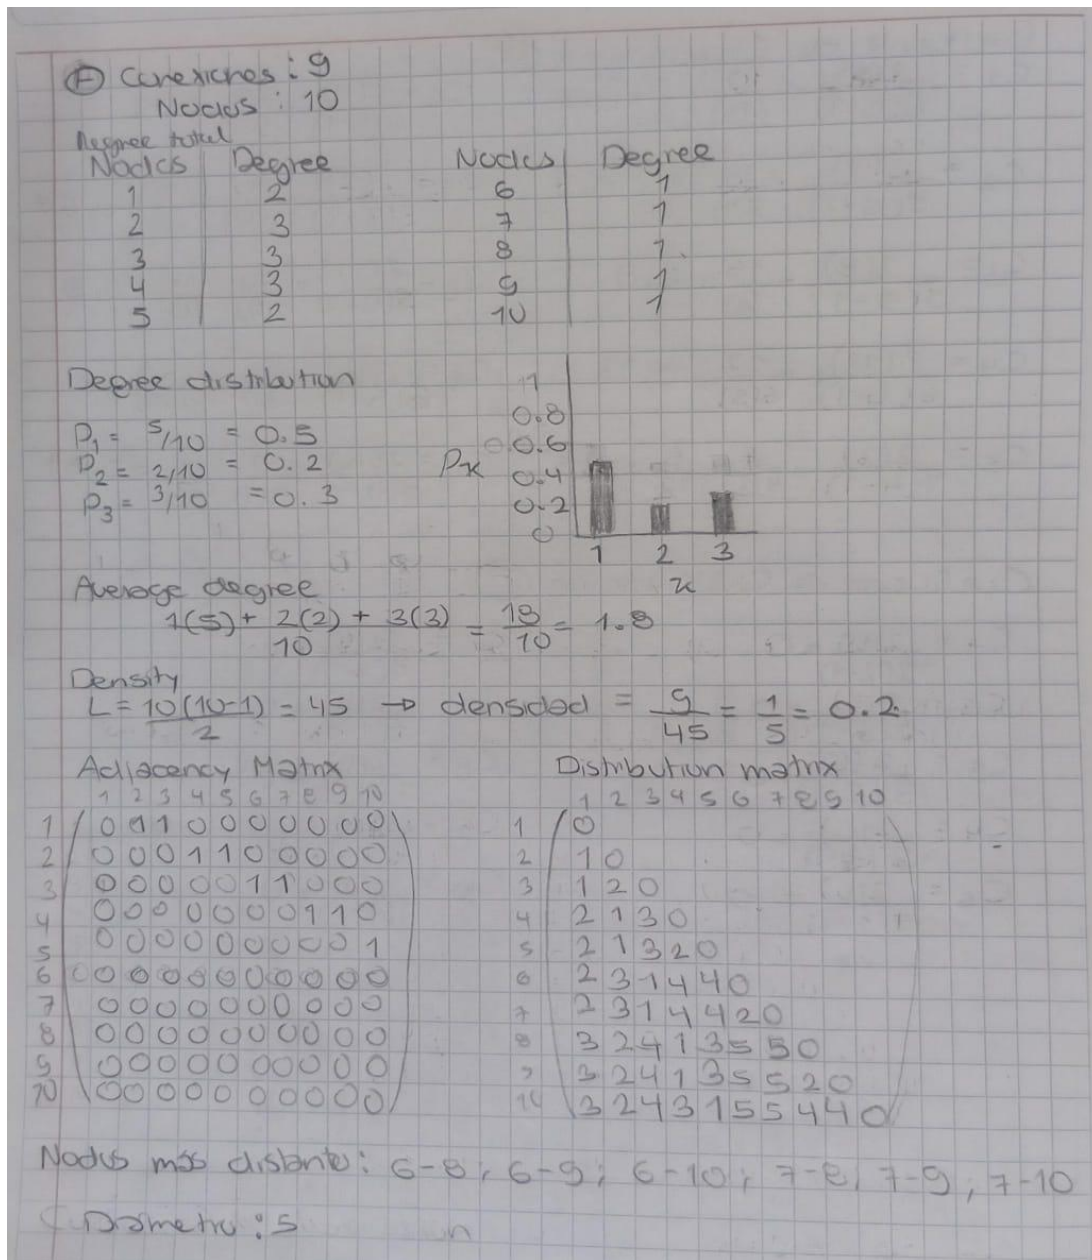 F Conexiones: 9
Nodos: 10
Degree total
Nodos Degree Nodos Degree
1 2 6 1
2 3 7 1
3 3 8 1
4 3 9 1
5 2 10 1
Degree distribution
P1 = 5/10 = 0.5
P2 = 2/10 = 0.2
P3 = 3/10 = 0.3
1
0.8
0.6
Px 0.4
0.2
0
1 2 3
x
Average degree
1(5) + 2(2) + 3(3) / 10 = 18/10 = 1.8
Density
L = 10(10-1)/2 = 45 → densidad = 9/45 = 1/5 = 0.2
Adjacency Matrix Distribution matrix
1 2 3 4 5 6 7 8 9 10 1 2 3 4 5 6 7 8 9 10
1 0 1 1 0 0 0 0 0 0 0 1 0
2 0 0 0 1 1 0 0 0 0 0 2 1 0
3 0 0 0 0 0 1 1 0 0 0 3 1 2 0
4 0 0 0 0 0 0 0 1 1 0 4 2 1 3 0
5 0 0 0 0 0 0 0 0 0 1 5 2 1 3 2 0
6 0 0 0 0 0 0 0 0 0 0 6 2 3 1 4 4 0
7 0 0 0 0 0 0 0 0 0 0 7 2 3 1 4 4 2 0
8 0 0 0 0 0 0 0 0 0 0 8 3 2 4 1 3 5 5 0
9 0 0 0 0 0 0 0 0 0 0 9 3 2 4 1 3 5 5 2 0
10 0 0 0 0 0 0 0 0 0 0 10 3 2 4 3 1 5 5 4 4 0
Nodos más distante: 6-8; 6-9; 6-10; 7-8; 7-9; 7-10
Diametro: 5